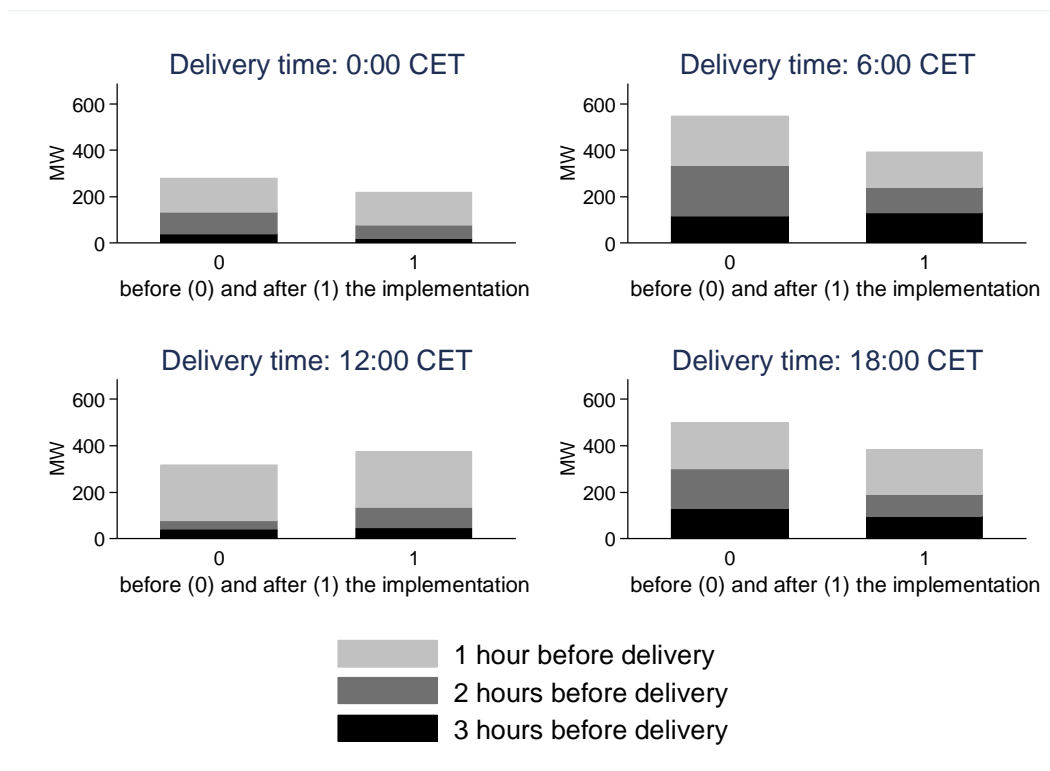 Delivery time: 0:00 CET
600
400
200
0
MW
0 1
before (0) and after (1) the implementation
Delivery time: 6:00 CET
600
400
200
0
MW
0 1
before (0) and after (1) the implementation
Delivery time: 12:00 CET
600
400
200
0
MW
0 1
before (0) and after (1) the implementation
Delivery time: 18:00 CET
600
400
200
0
MW
0 1
before (0) and after (1) the implementation
1 hour before delivery
2 hours before delivery
3 hours before delivery